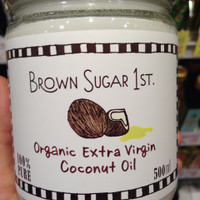 BROWN SUGAR 1ST.
Organic Extra Virgin
Coconut Oil
100%
PURE
500ml